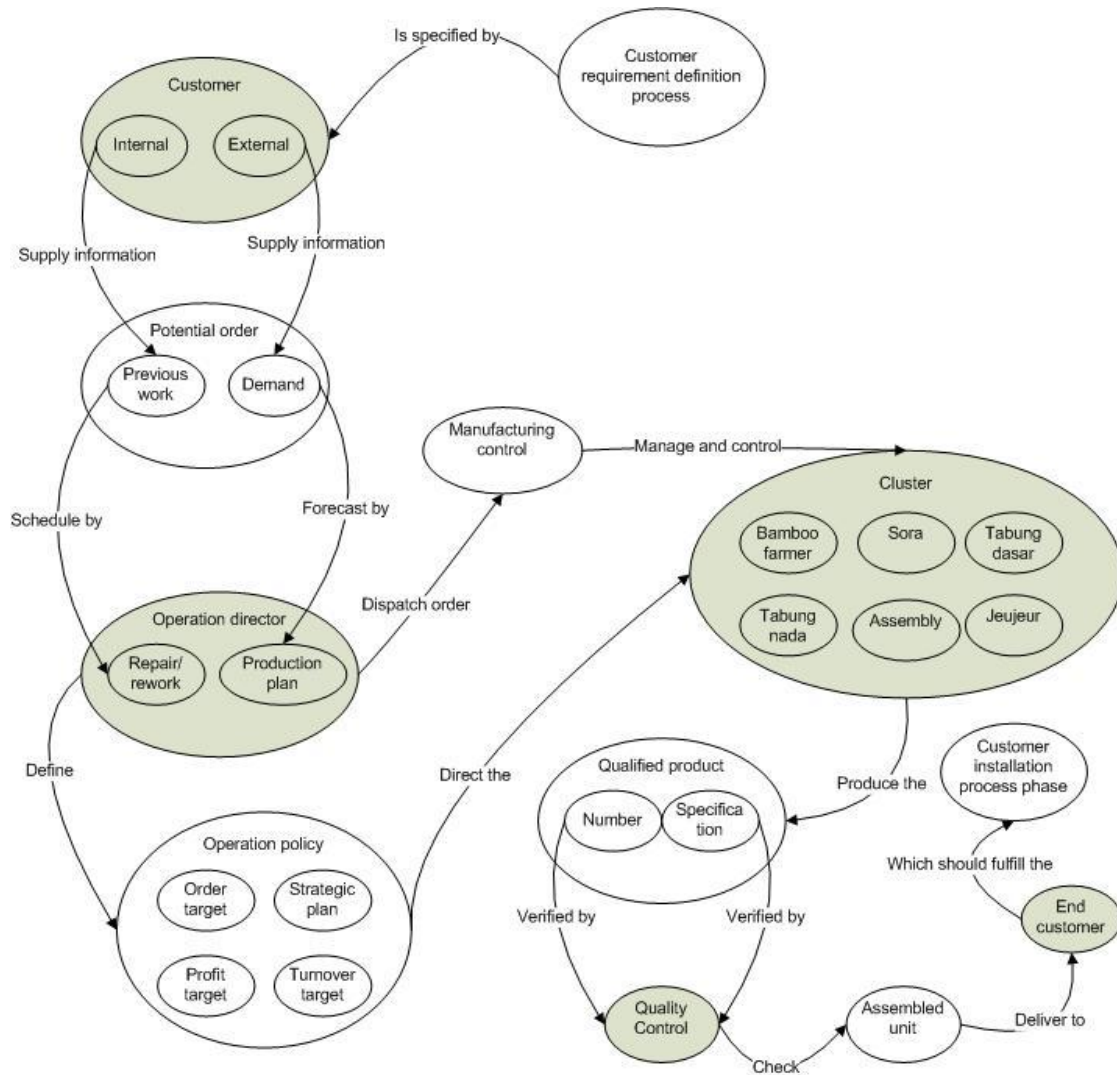 Is specified by
Customer
requirement definition
process
Customer
Internal
External
Supply information
Supply information
Potential order
Previous
work
Demand
Manufacturing
control
Manage and control
Cluster
Bamboo
farmer
Sora
Tabung
dasar
Tabung
nada
Assembly
Jeujeur
Schedule by
Forecast by
Dispatch order
Operation director
Repair/
rework
Production
plan
Define
Direct the
Operation policy
Order
target
Strategic
plan
Profit
target
Turnover
target
Qualified product
Number
Specifica
tion
Produce the
Customer
installation
process phase
Which should fulfill the
Verified by
Verified by
End
customer
Quality
Control
Check
Assembled
unit
Deliver to